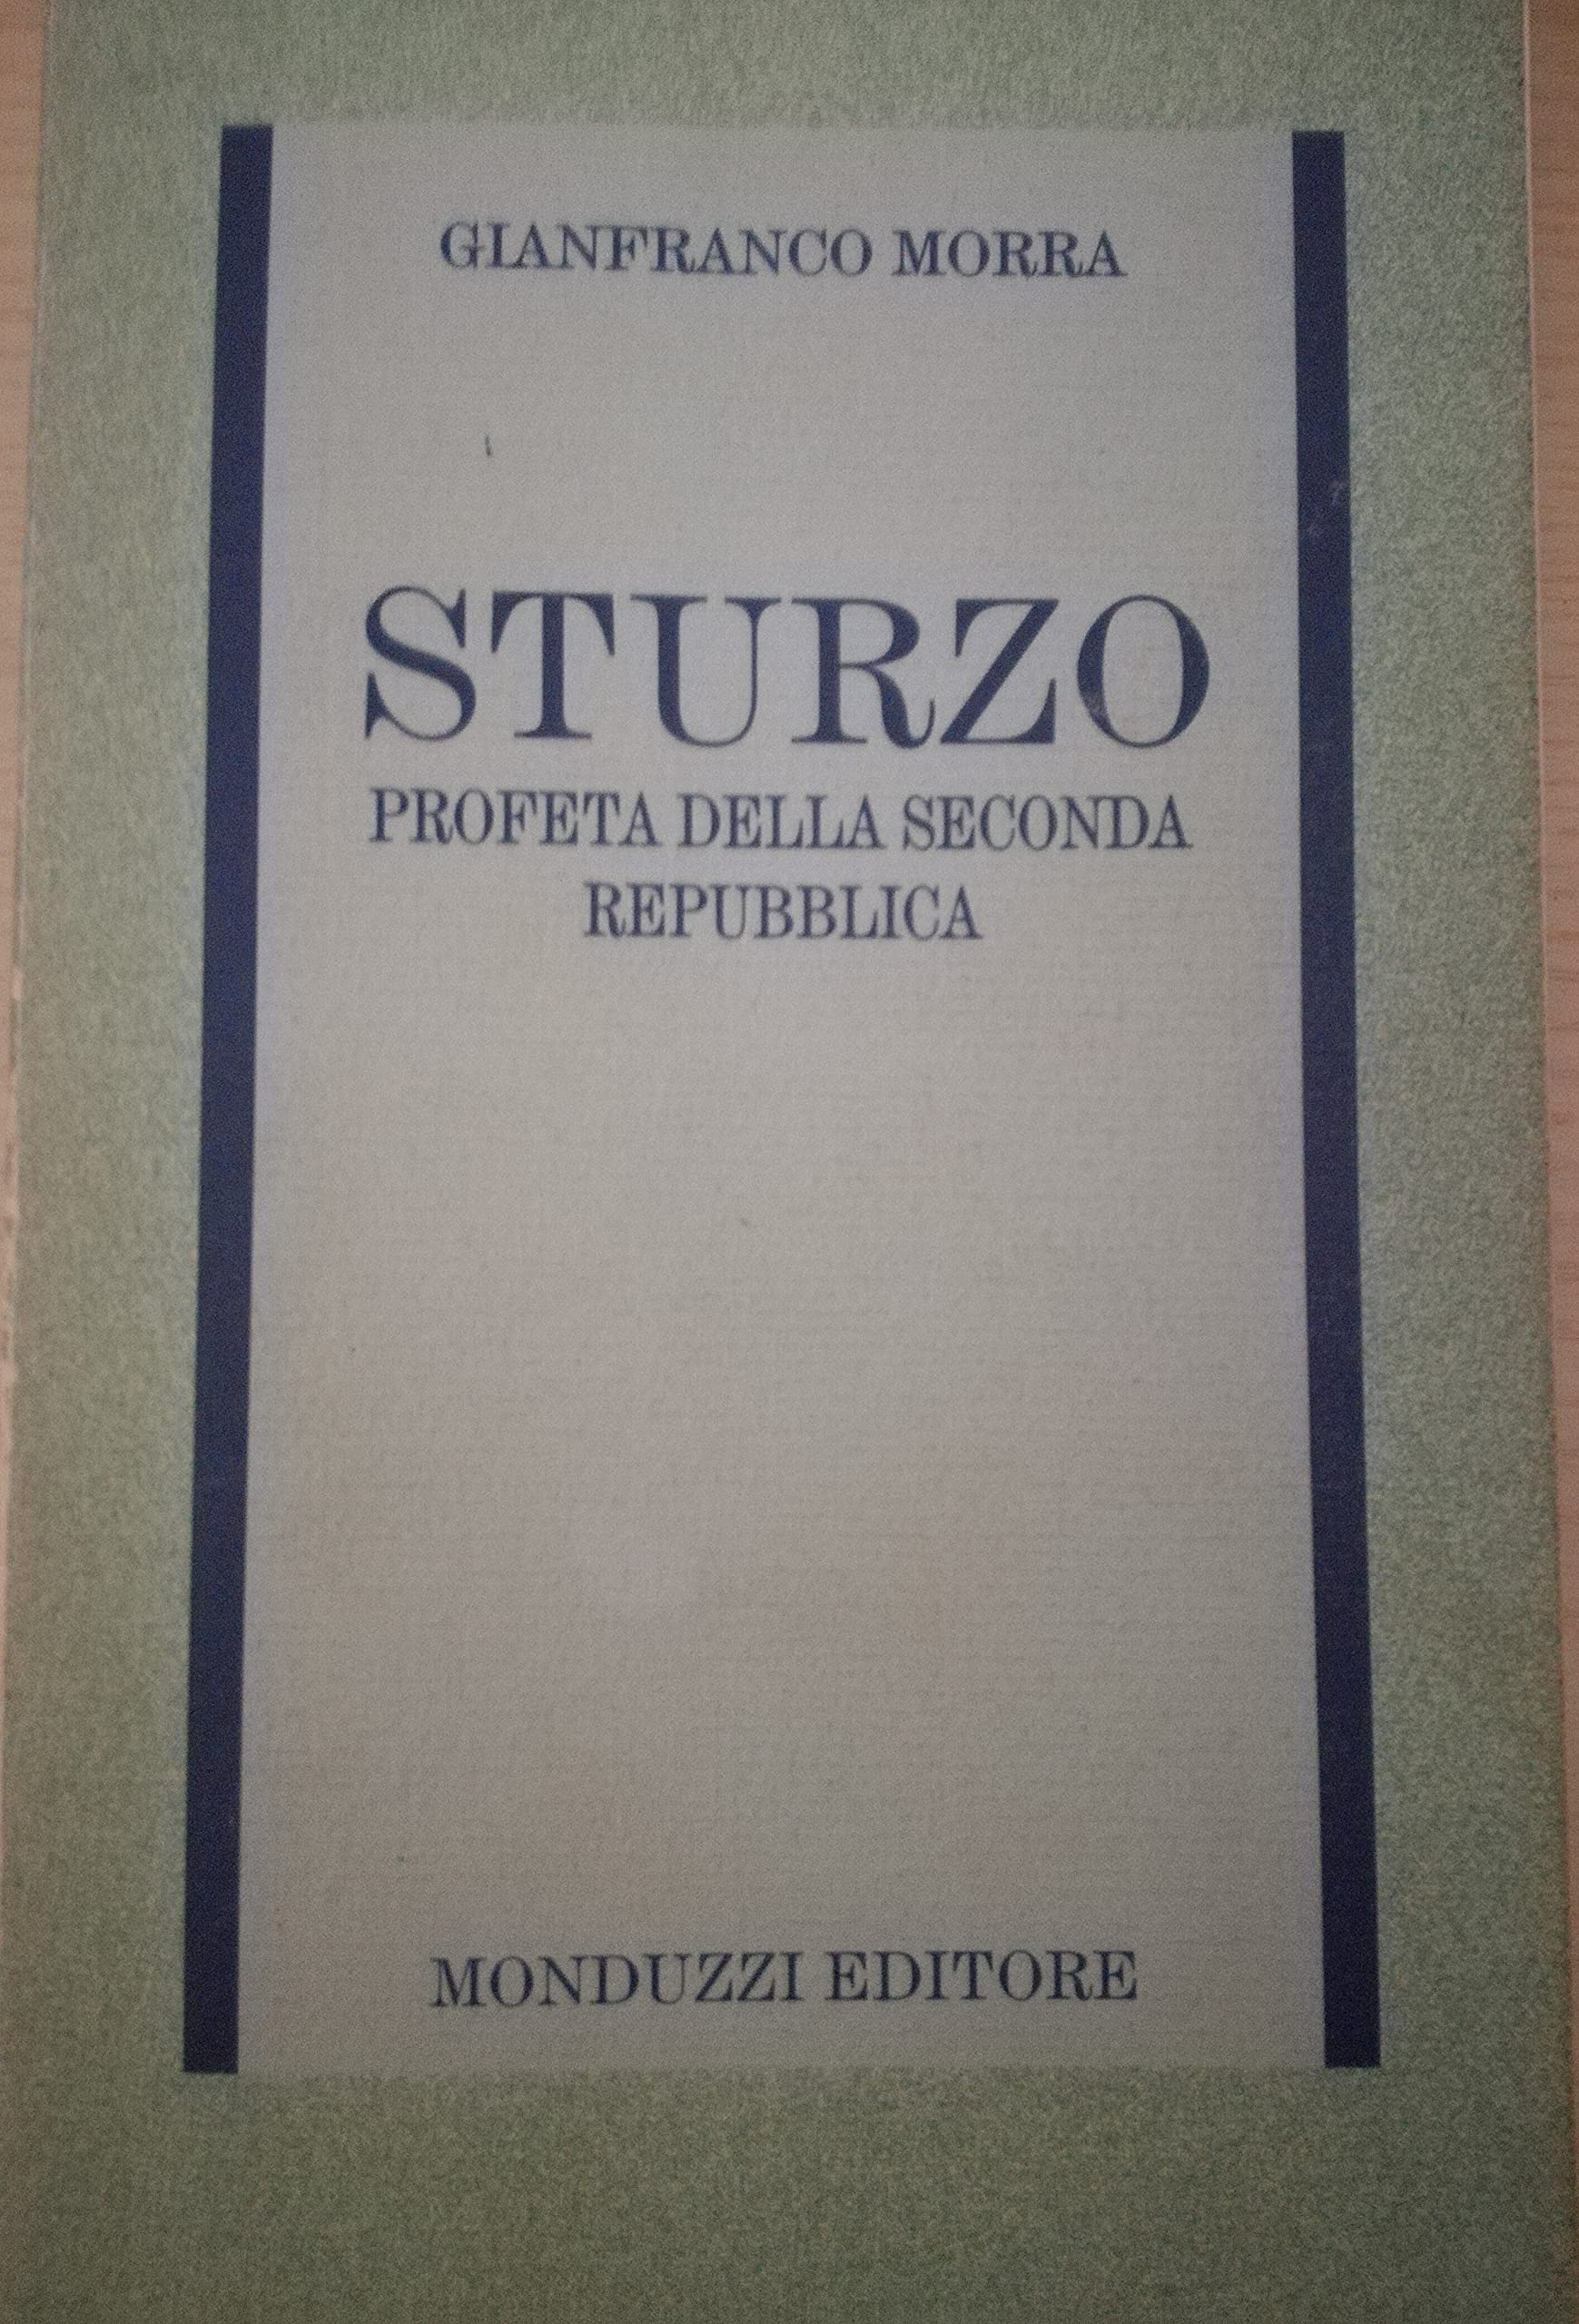 GIANFRANCO MORRA
STURZO
PROFETA DELLA SECONDA
REPUBBLICA
MONDUZZI EDITORE